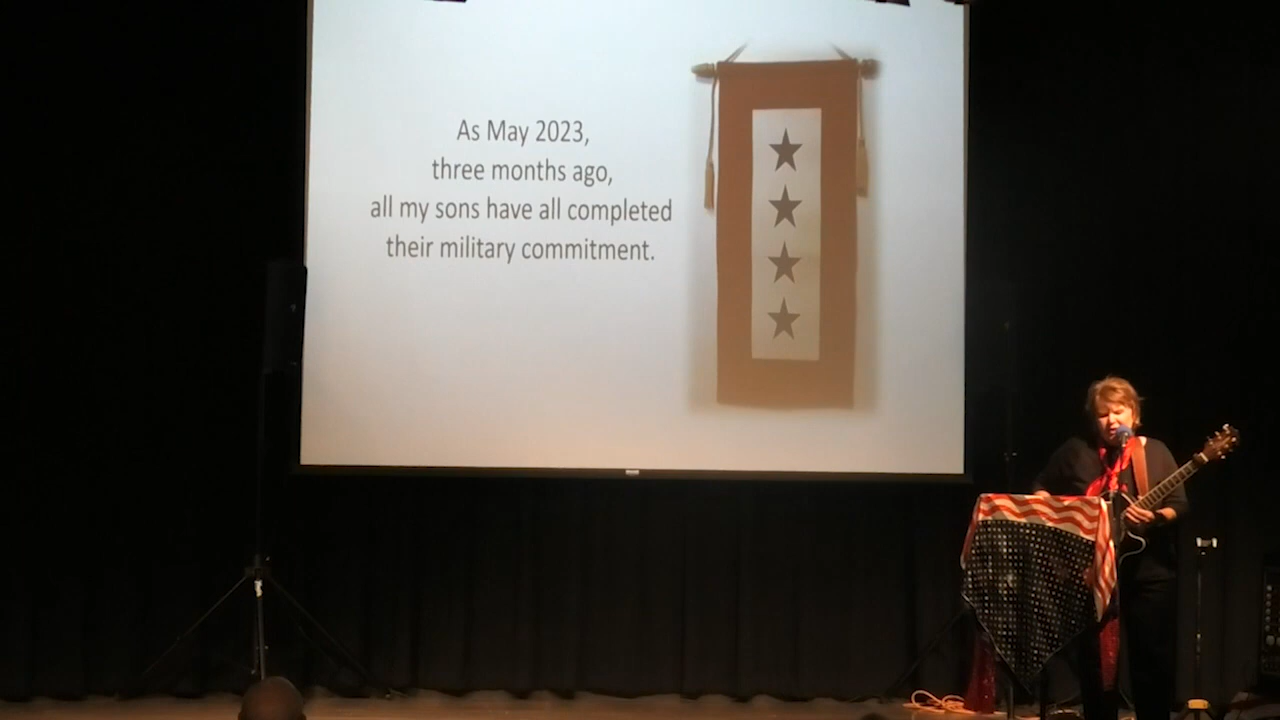 As May 2023,
three months ago,
all my sons have all completed
their military commitment.